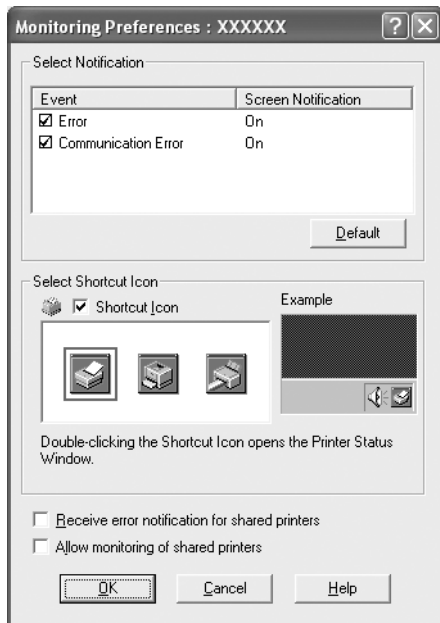 Monitoring Preferences : XXXXXX
Select Notification
Event Screen Notification
Error On
Communication Error On
Default
Select Shortcut Icon
Shortcut Icon
Example
Double-clicking the Shortcut Icon opens the Printer Status
Window.
Receive error notification for shared printers
Allow monitoring of shared printers
OK Cancel Help